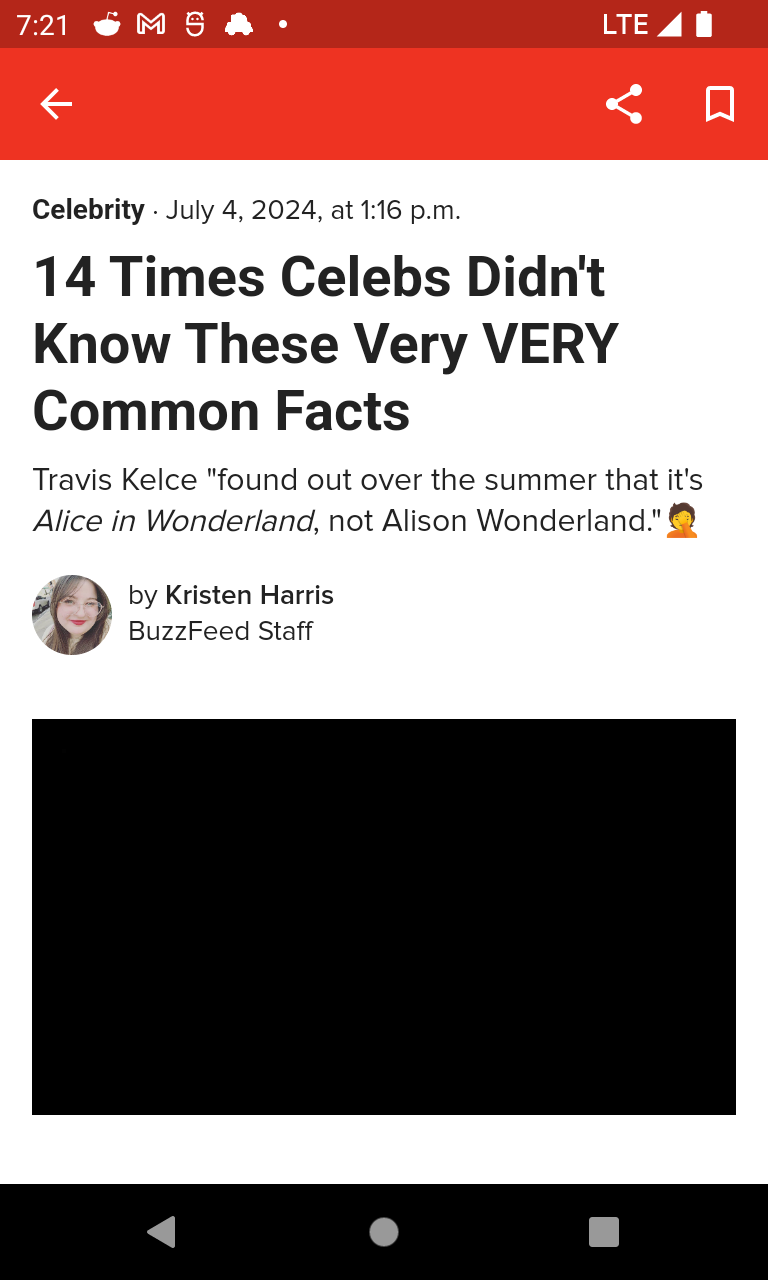 7:21 LTE
Celebrity · July 4, 2024, at 1:16 p.m.
14 Times Celebs Didn't
Know These Very VERY
Common Facts
Travis Kelce "found out over the summer that it's
Alice in Wonderland, not Alison Wonderland."🤦
by Kristen Harris
BuzzFeed Staff